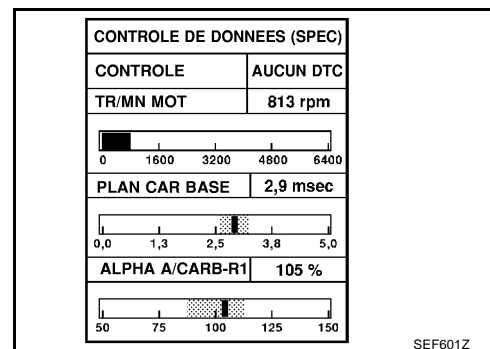 CONTROLE DE DONNEES (SPEC)
CONTROLE AUCUN DTC
TR/MN MOT 813 rpm
0 1600 3200 4800 6400
PLAN CAR BASE 2,9 msec
0,0 1,3 2,5 3,8 5,0
ALPHA A/CARB-R1 105 %
50 75 100 125 150
SEF601Z